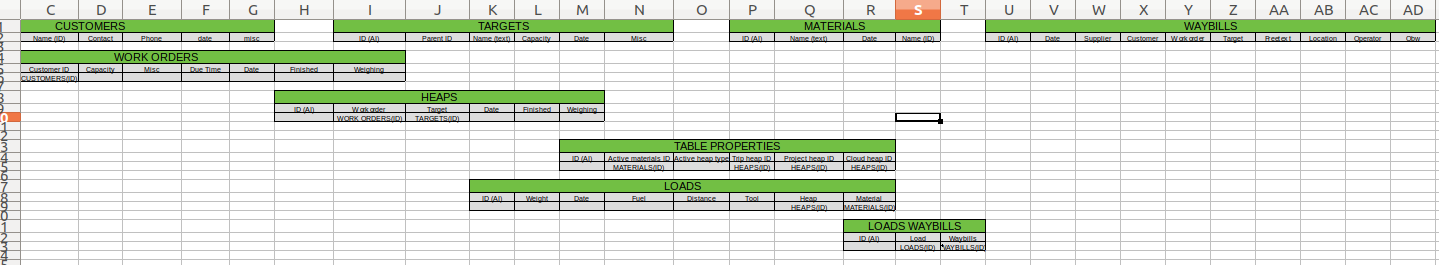 C D E F G H I J K L M N O P Q R S T U V W X Y Z AA AB AC AD
CUSTOMERS TARGETS MATERIALS WAYBILLS
Name (ID) Contact Phone date misc ID (AI) Parent ID Name (text) Capacity Date Misc ID (AI) Name (text) Date Name (ID) ID (AI) Date Supplier Customer Work order Target Freetext Location Operator Obw
WORK ORDERS
Customer ID Capacity Misc Due Time Date Finished Weighing
CUSTOMERS(ID)
HEAPS
ID (AI) Work order Target Date Finished Weighing
WORK ORDERS(ID) TARGETS(ID)
TABLE PROPERTIES
ID (AI) Active materials ID Active heap type Trip heap ID Project heap ID Cloud heap ID
MATERIALS(ID) HEAPS(ID) HEAPS(ID) HEAPS(ID)
LOADS
ID (AI) Weight Date Fuel Distance Tool Heap Material
HEAPS(ID) MATERIALS(ID)
LOADS WAYBILLS
ID (AI) Load Waybills
LOADS(ID) WAYBILLS(ID)